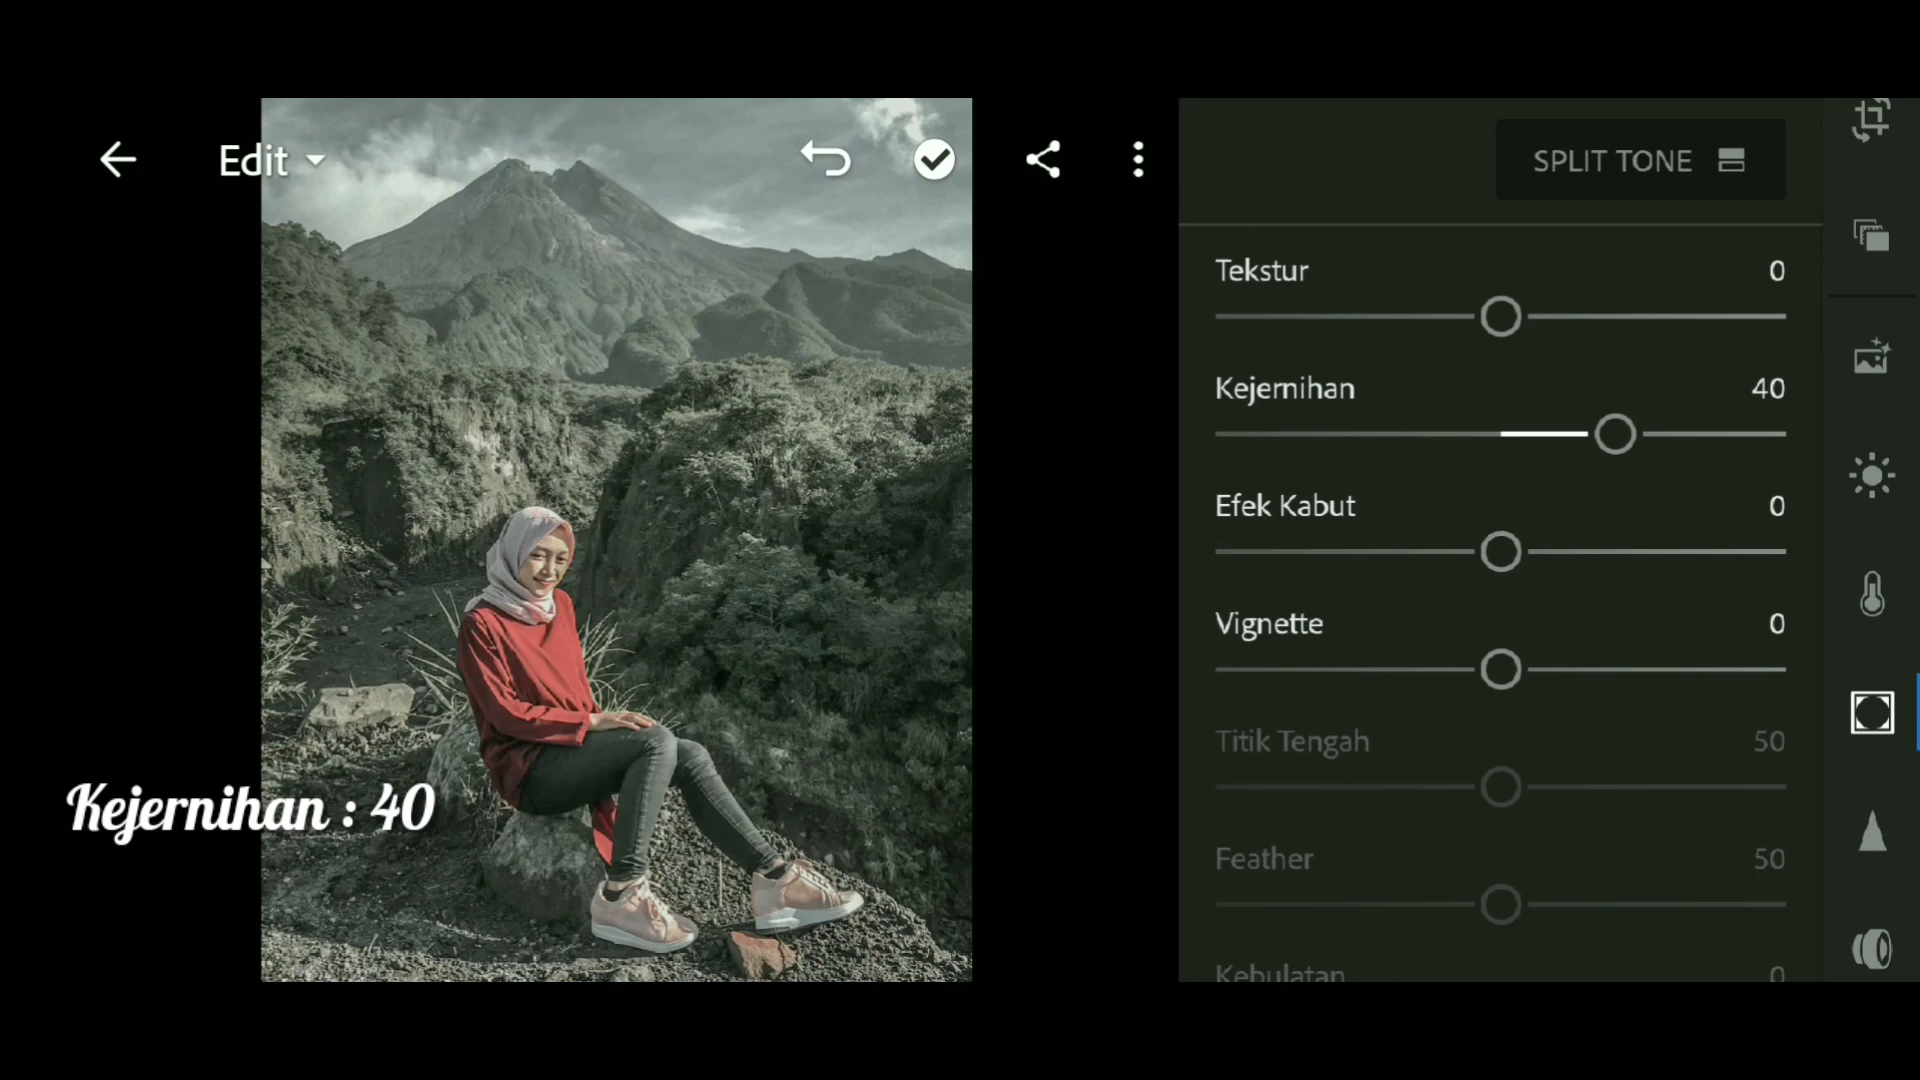 Edit
SPLIT TONE
Tekstur 0
Kejernihan 40
Efek Kabut 0
Vignette 0
Titik Tengah 50
Feather 50
Kebulatan 0
Kejernihan : 40